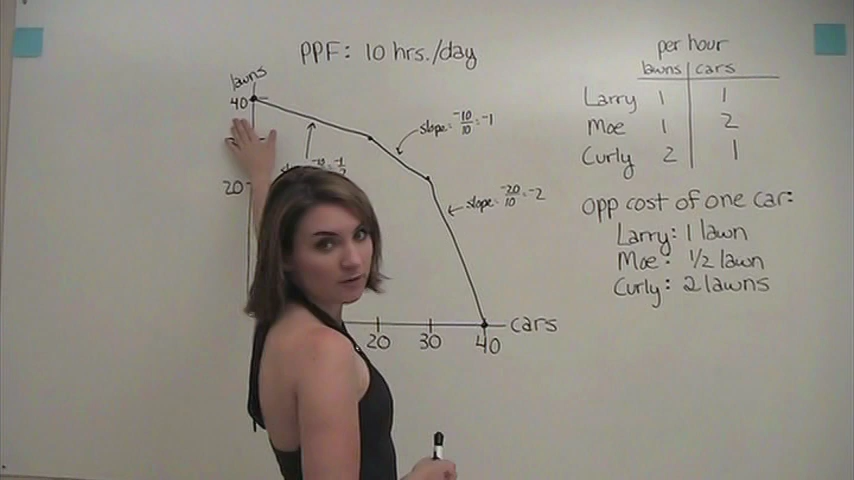 PPF: 10 hrs./day
lawns
40
20
slope = -10/10 = -1
slope = -20/10 = -2
20 30 40 cars
per hour
lawns cars
Larry 1 1
Moe 1 2
Curly 2 1
opp cost of one car:
Larry: 1 lawn
Moe: 1/2 lawn
Curly: 2 lawns